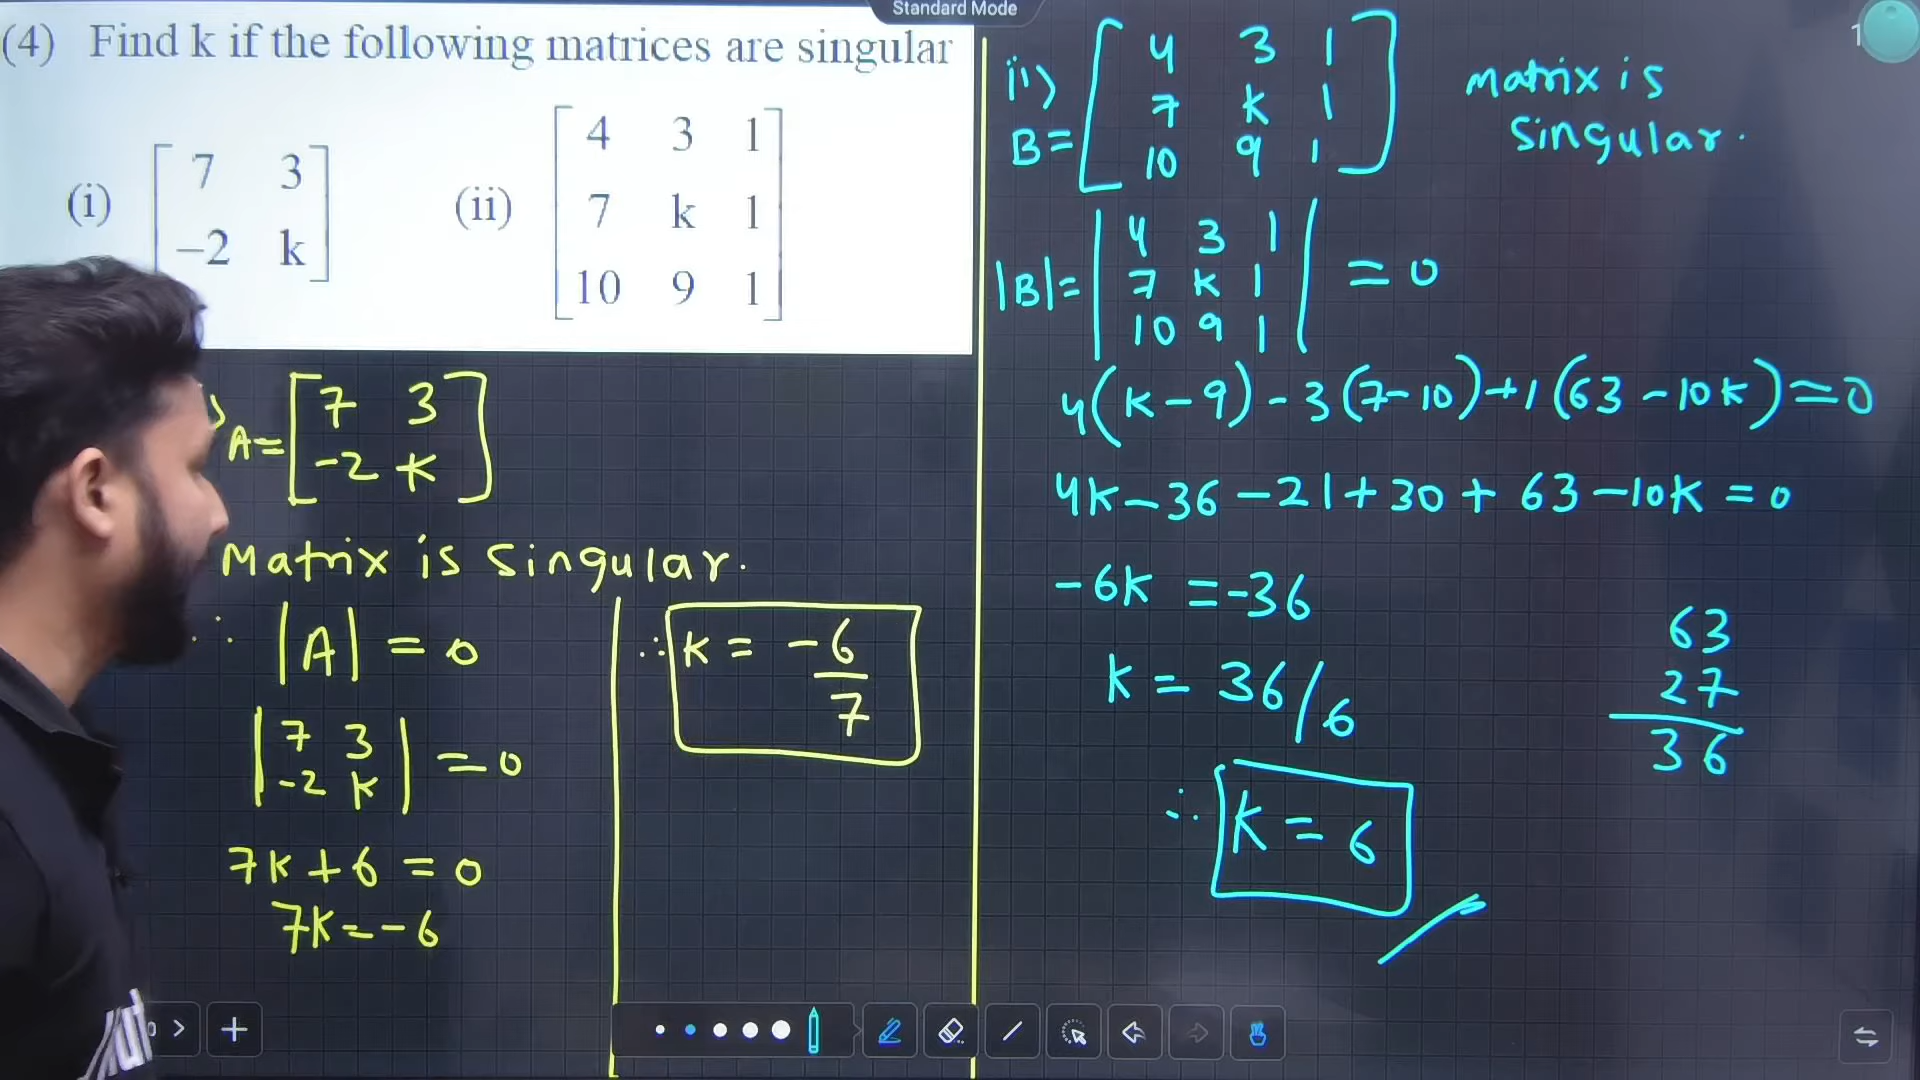 Standard Mode
(4) Find k if the following matrices are singular
(i) [ 7 3
-2 k ]
(ii) [ 4 3 1
7 k 1
10 9 1 ]
A = [ 7 3
-2 k ]
Matrix is singular.
∴ |A| = 0
| 7 3
-2 k | = 0
7k + 6 = 0
7k = -6
∴ k = -6/7
ii)
B = [ 4 3 1
7 k 1
10 9 1 ]
matrix is
singular.
|B| = | 4 3 1
7 k 1
10 9 1 | = 0
4(k - 9) - 3(7 - 10) + 1(63 - 10k) = 0
4k - 36 - 21 + 30 + 63 - 10k = 0
-6k = -36
k = 36/6
∴ k = 6
63
27
36